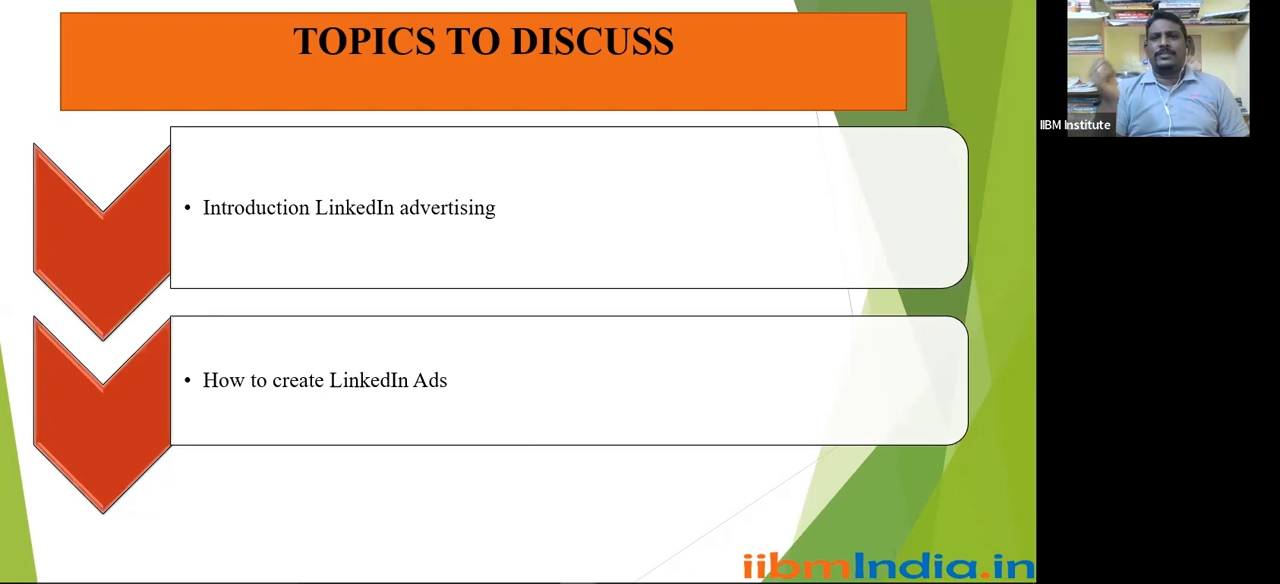 TOPICS TO DISCUSS
IIBM Institute
• Introduction LinkedIn advertising
• How to create LinkedIn Ads
iibmIndia.in